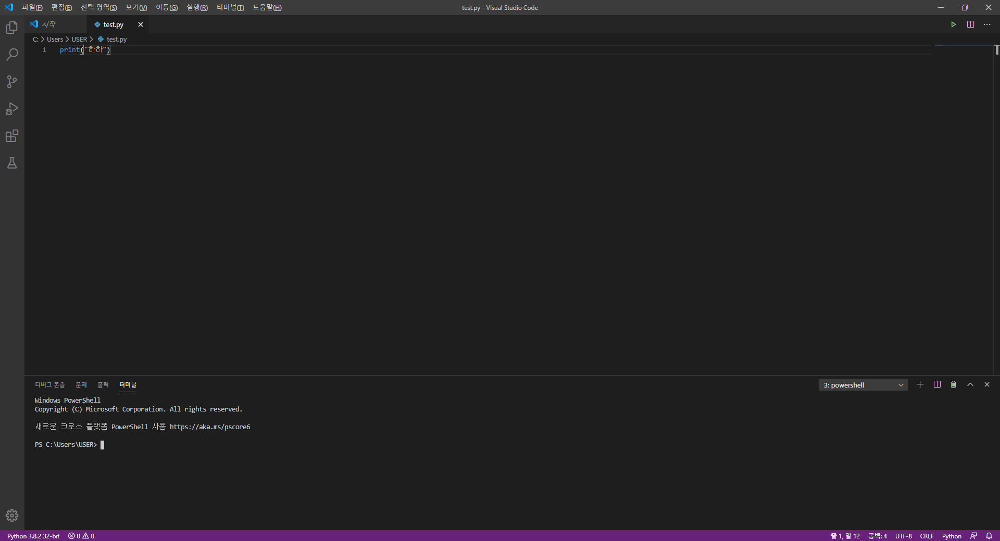 파일(F) 편집(E) 선택 영역(S) 보기(V) 이동(G) 실행(R) 터미널(T) 도움말(H) test.py - Visual Studio Code
시작 test.py
C: > Users > USER > test.py
1 print("하하")
디버그 콘솔 문제 출력 터미널 3: powershell
Windows PowerShell
Copyright (C) Microsoft Corporation. All rights reserved.
새로운 크로스 플랫폼 PowerShell 사용 https://aka.ms/pscore6
PS C:\Users\USER>
Python 3.8.2 32-bit 0 0 줄 1, 열 12 공백: 4 UTF-8 CRLF Python